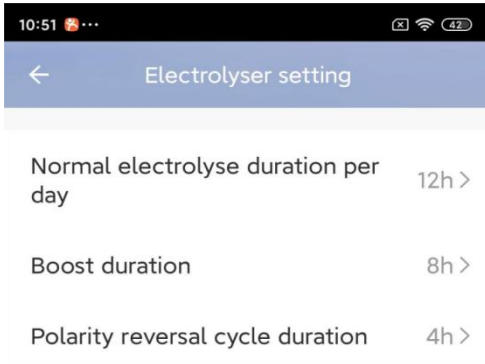 10:51 ...
42
Electrolyser setting
Normal electrolyse duration per
day
12h >
Boost duration
8h >
Polarity reversal cycle duration
4h >